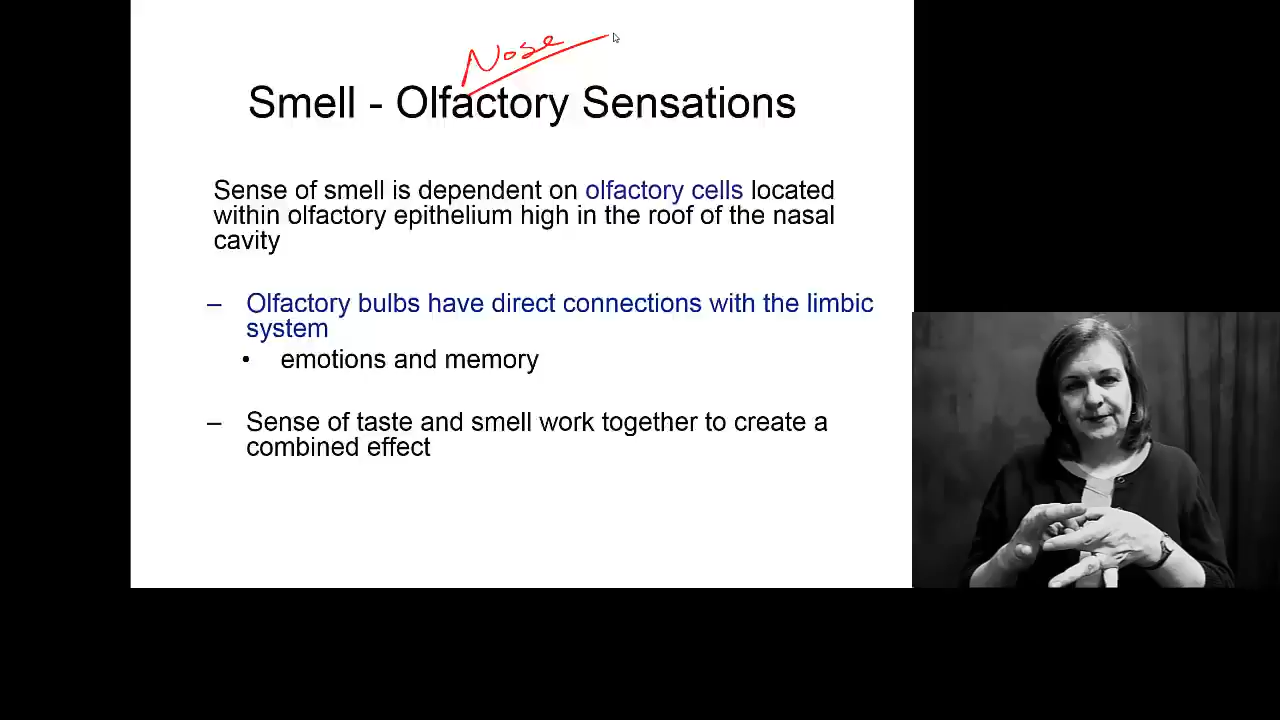 Nose
Smell - Olfactory Sensations
Sense of smell is dependent on olfactory cells located
within olfactory epithelium high in the roof of the nasal
cavity
– Olfactory bulbs have direct connections with the limbic
system
• emotions and memory
– Sense of taste and smell work together to create a
combined effect